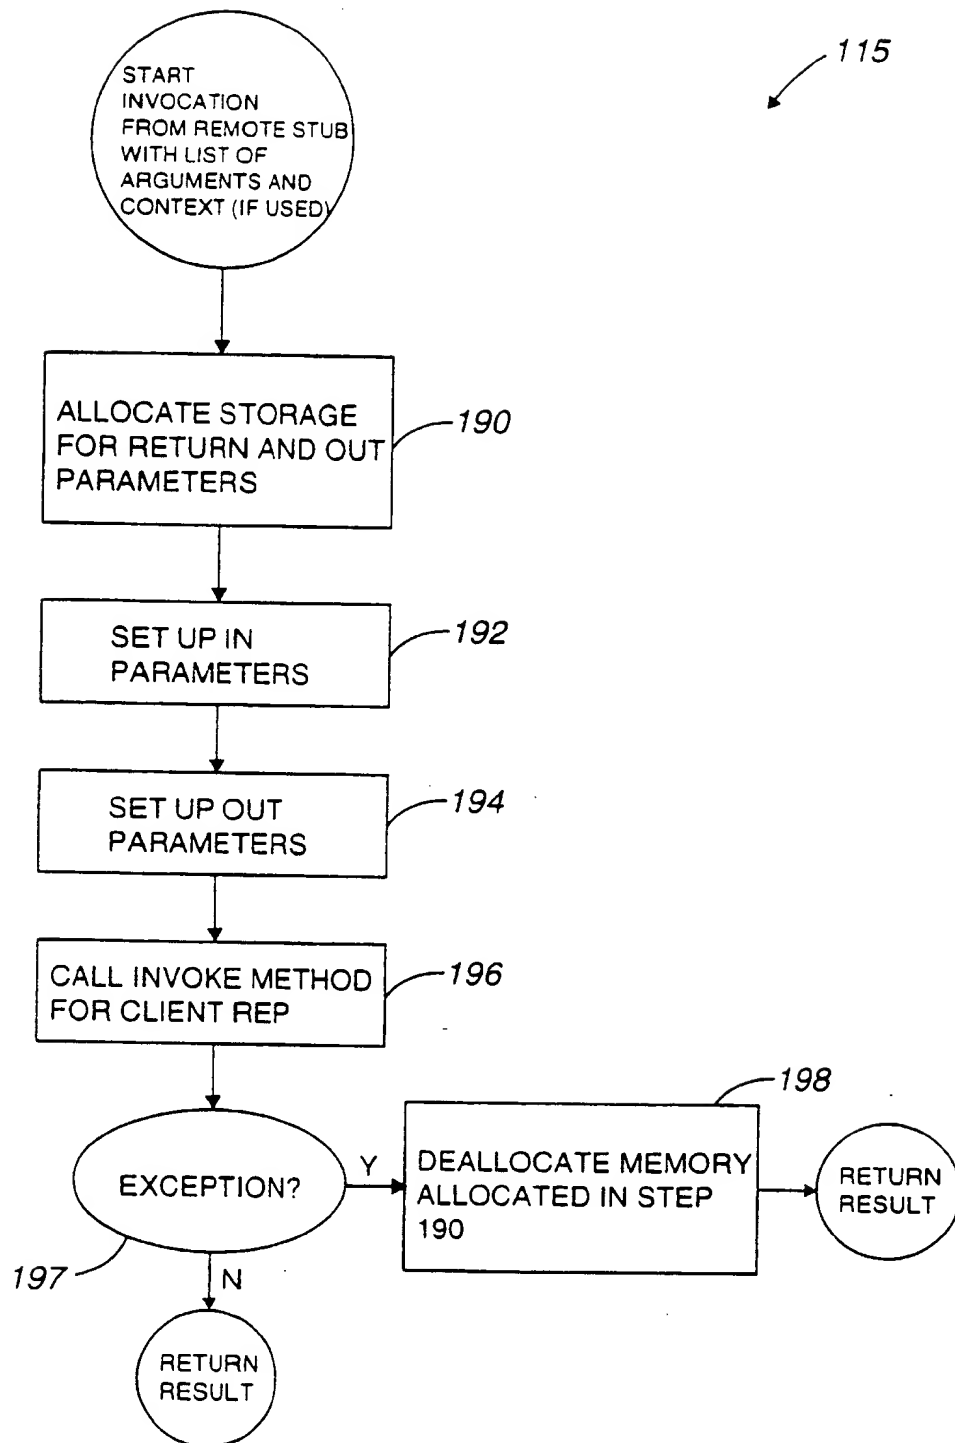 115
START
INVOCATION
FROM REMOTE STUB
WITH LIST OF
ARGUMENTS AND
CONTEXT (IF USED)
ALLOCATE STORAGE
FOR RETURN AND OUT
PARAMETERS
190
SET UP IN
PARAMETERS
192
SET UP OUT
PARAMETERS
194
CALL INVOKE METHOD
FOR CLIENT REP
196
EXCEPTION?
197
Y
N
198
DEALLOCATE MEMORY
ALLOCATED IN STEP
190
RETURN
RESULT
RETURN
RESULT